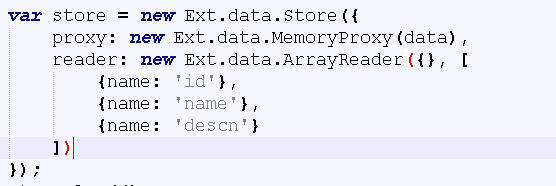 var store = new Ext.data.Store({
    proxy: new Ext.data.MemoryProxy(data),
    reader: new Ext.data.ArrayReader({}, [
        {name: 'id'},
        {name: 'name'},
        {name: 'descn'}
    ])
});